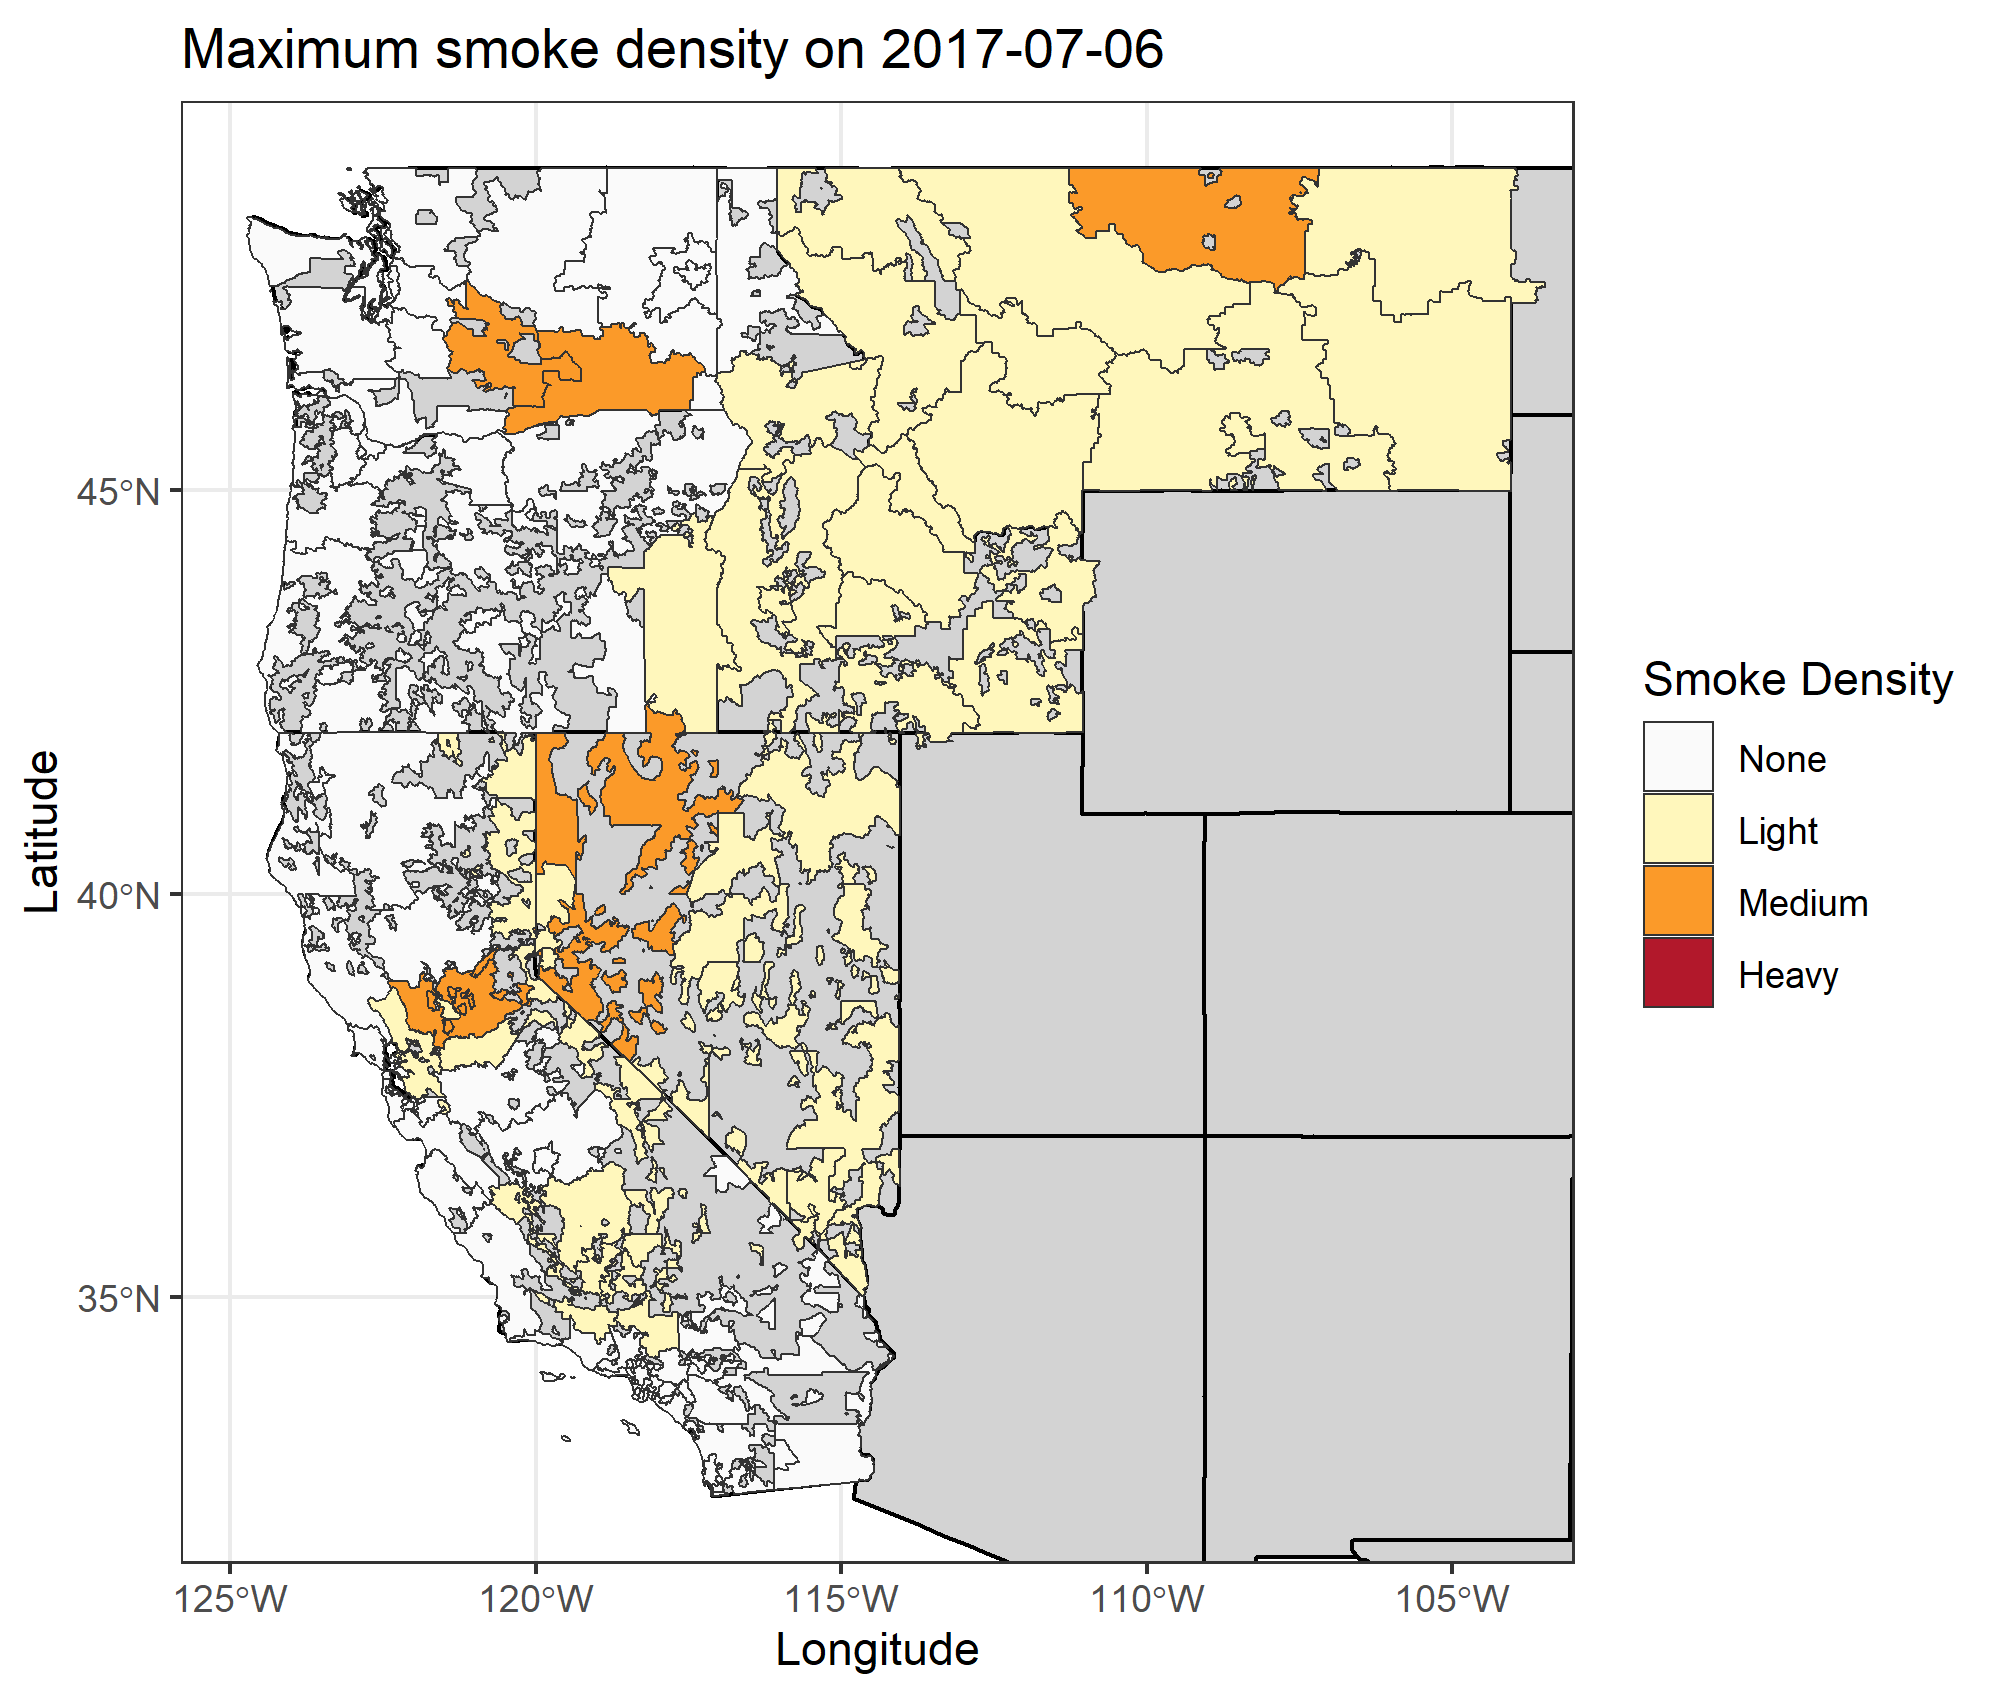 Maximum smoke density on 2017-07-06
45°N
40°N
35°N
Latitude
125°W
120°W
115°W
110°W
105°W
Longitude
Smoke Density
None
Light
Medium
Heavy